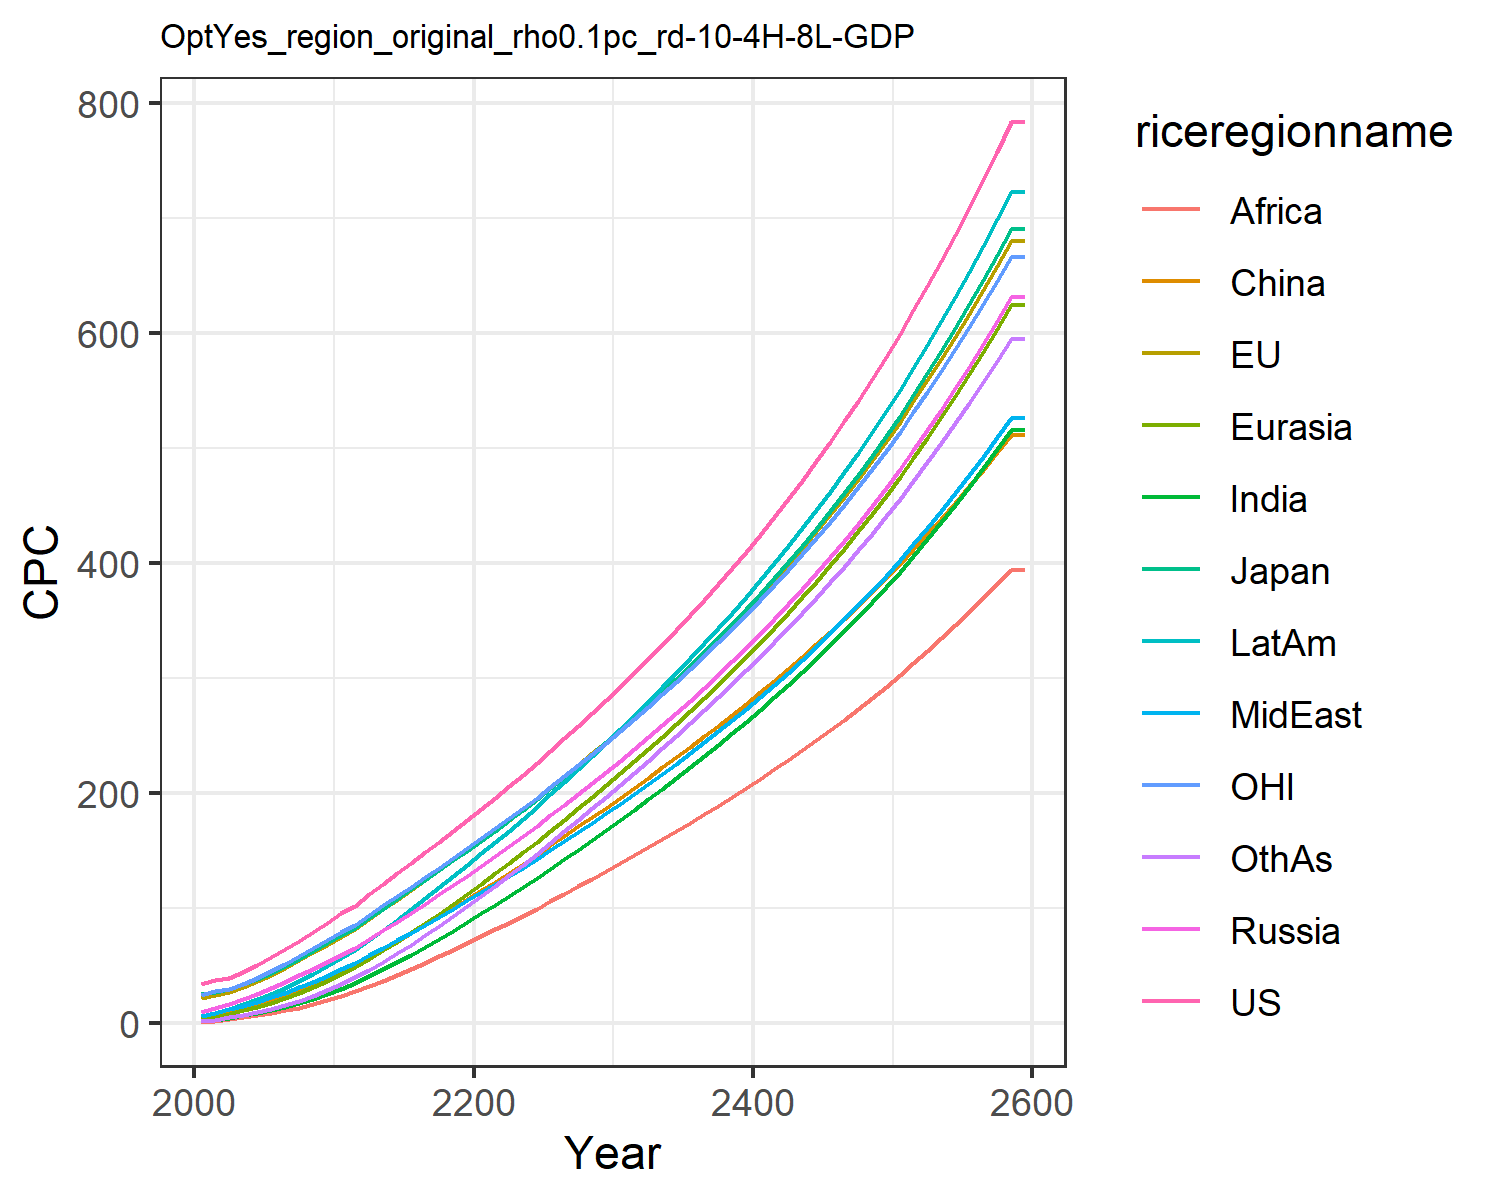 OptYes_region_original_rho0.1pc_rd-10-4H-8L-GDP
800
600
400
200
0
CPC
2000 2200 2400 2600
Year
riceregionname
Africa
China
EU
Eurasia
India
Japan
LatAm
MidEast
OHI
OthAs
Russia
US